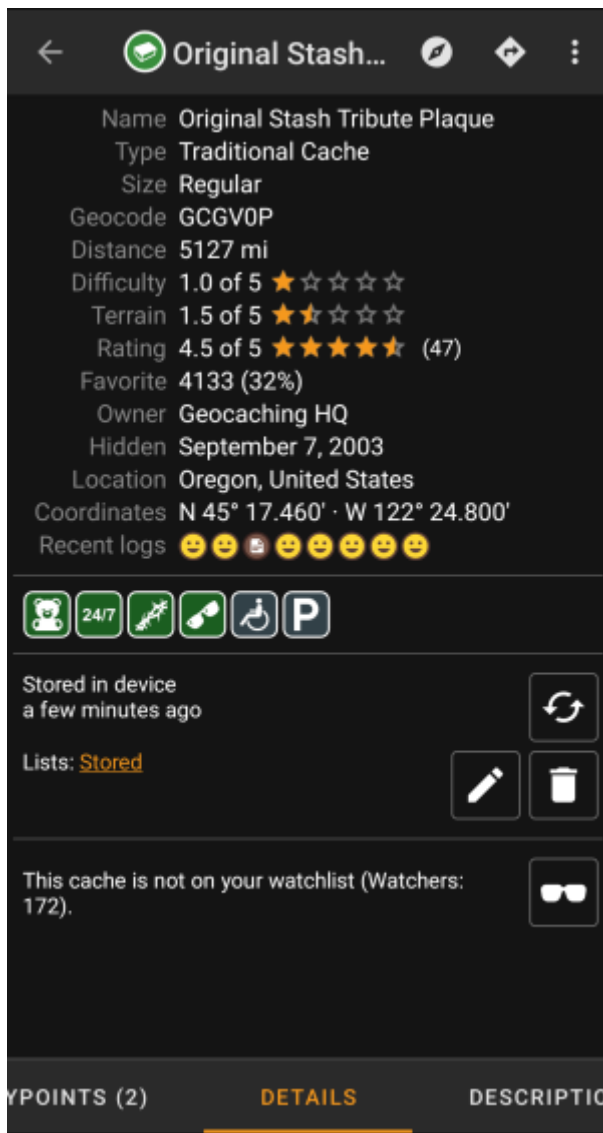 Original Stash...
Name Original Stash Tribute Plaque
Type Traditional Cache
Size Regular
Geocode GCGV0P
Distance 5127 mi
Difficulty 1.0 of 5
Terrain 1.5 of 5
Rating 4.5 of 5 (47)
Favorite 4133 (32%)
Owner Geocaching HQ
Hidden September 7, 2003
Location Oregon, United States
Coordinates N 45° 17.460' · W 122° 24.800'
Recent logs
24/7 P
Stored in device
a few minutes ago
Lists: Stored
This cache is not on your watchlist (Watchers:
172).
YPOINTS (2) DETAILS DESCRIPTIO